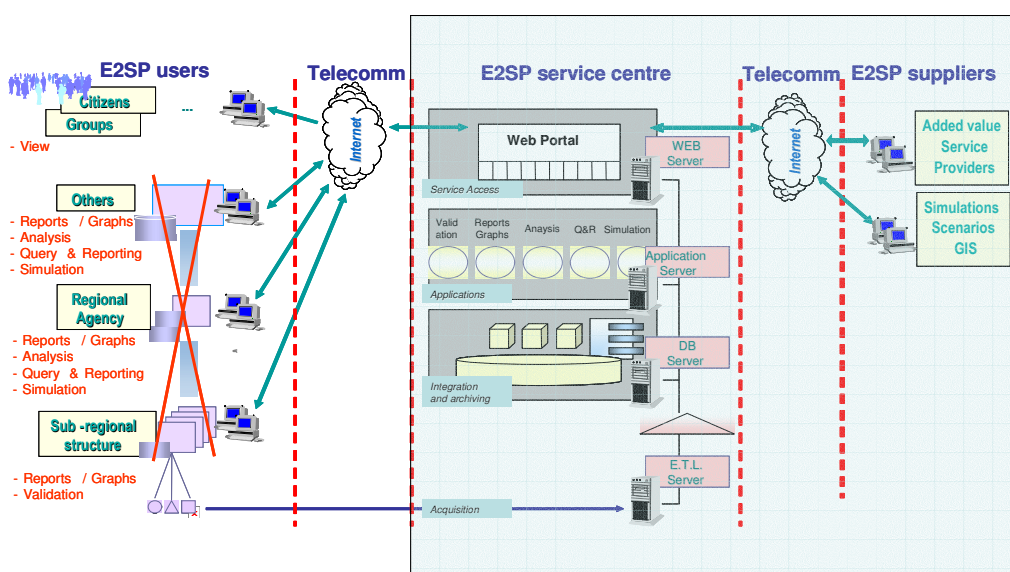 E2SP users
Telecomm
E2SP service centre
Telecomm
E2SP suppliers
Citizens
Groups
...
- View
Others
- Reports / Graphs
- Analysis
- Query & Reporting
- Simulation
Regional
Agency
- Reports / Graphs
- Analysis
- Query & Reporting
- Simulation
Sub -regional
structure
- Reports / Graphs
- Validation
Internet
Web Portal
WEB
Server
Service Access
Valid
ation
Reports
Graphs
Anaysis
Q&R
Simulation
Application
Server
Applications
DB
Server
Integration
and archiving
E.T.L.
Server
Acquisition
Internet
Added value
Service
Providers
Simulations
Scenarios
GIS